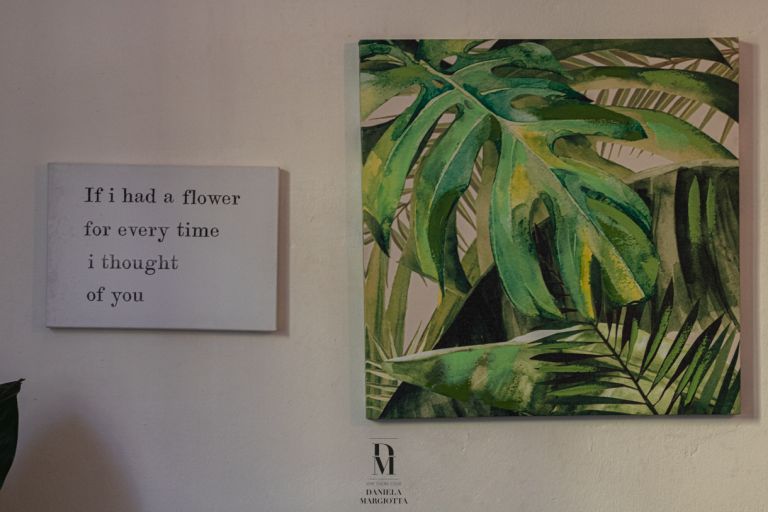 If i had a flower
for every time
i thought
of you
DM
DANIELA
MARGIOTTA